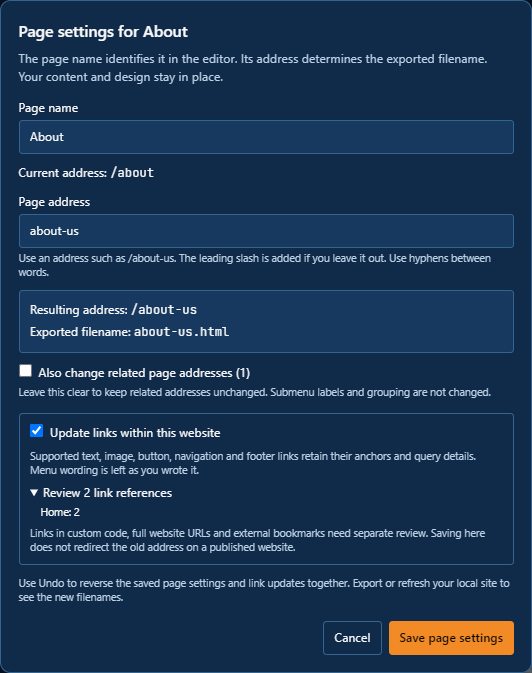 Page settings for About
The page name identifies it in the editor. Its address determines the exported filename.
Your content and design stay in place.
Page name
About
Current address: /about
Page address
about-us
Use an address such as /about-us. The leading slash is added if you leave it out. Use hyphens between
words.
Resulting address: /about-us
Exported filename: about-us.html
Also change related page addresses (1)
Leave this clear to keep related addresses unchanged. Submenu labels and grouping are not changed.
Update links within this website
Supported text, image, button, navigation and footer links retain their anchors and query details.
Menu wording is left as you wrote it.
▼ Review 2 link references
Home: 2
Links in custom code, full website URLs and external bookmarks need separate review. Saving here
does not redirect the old address on a published website.
Use Undo to reverse the saved page settings and link updates together. Export or refresh your local site to
see the new filenames.
Cancel
Save page settings